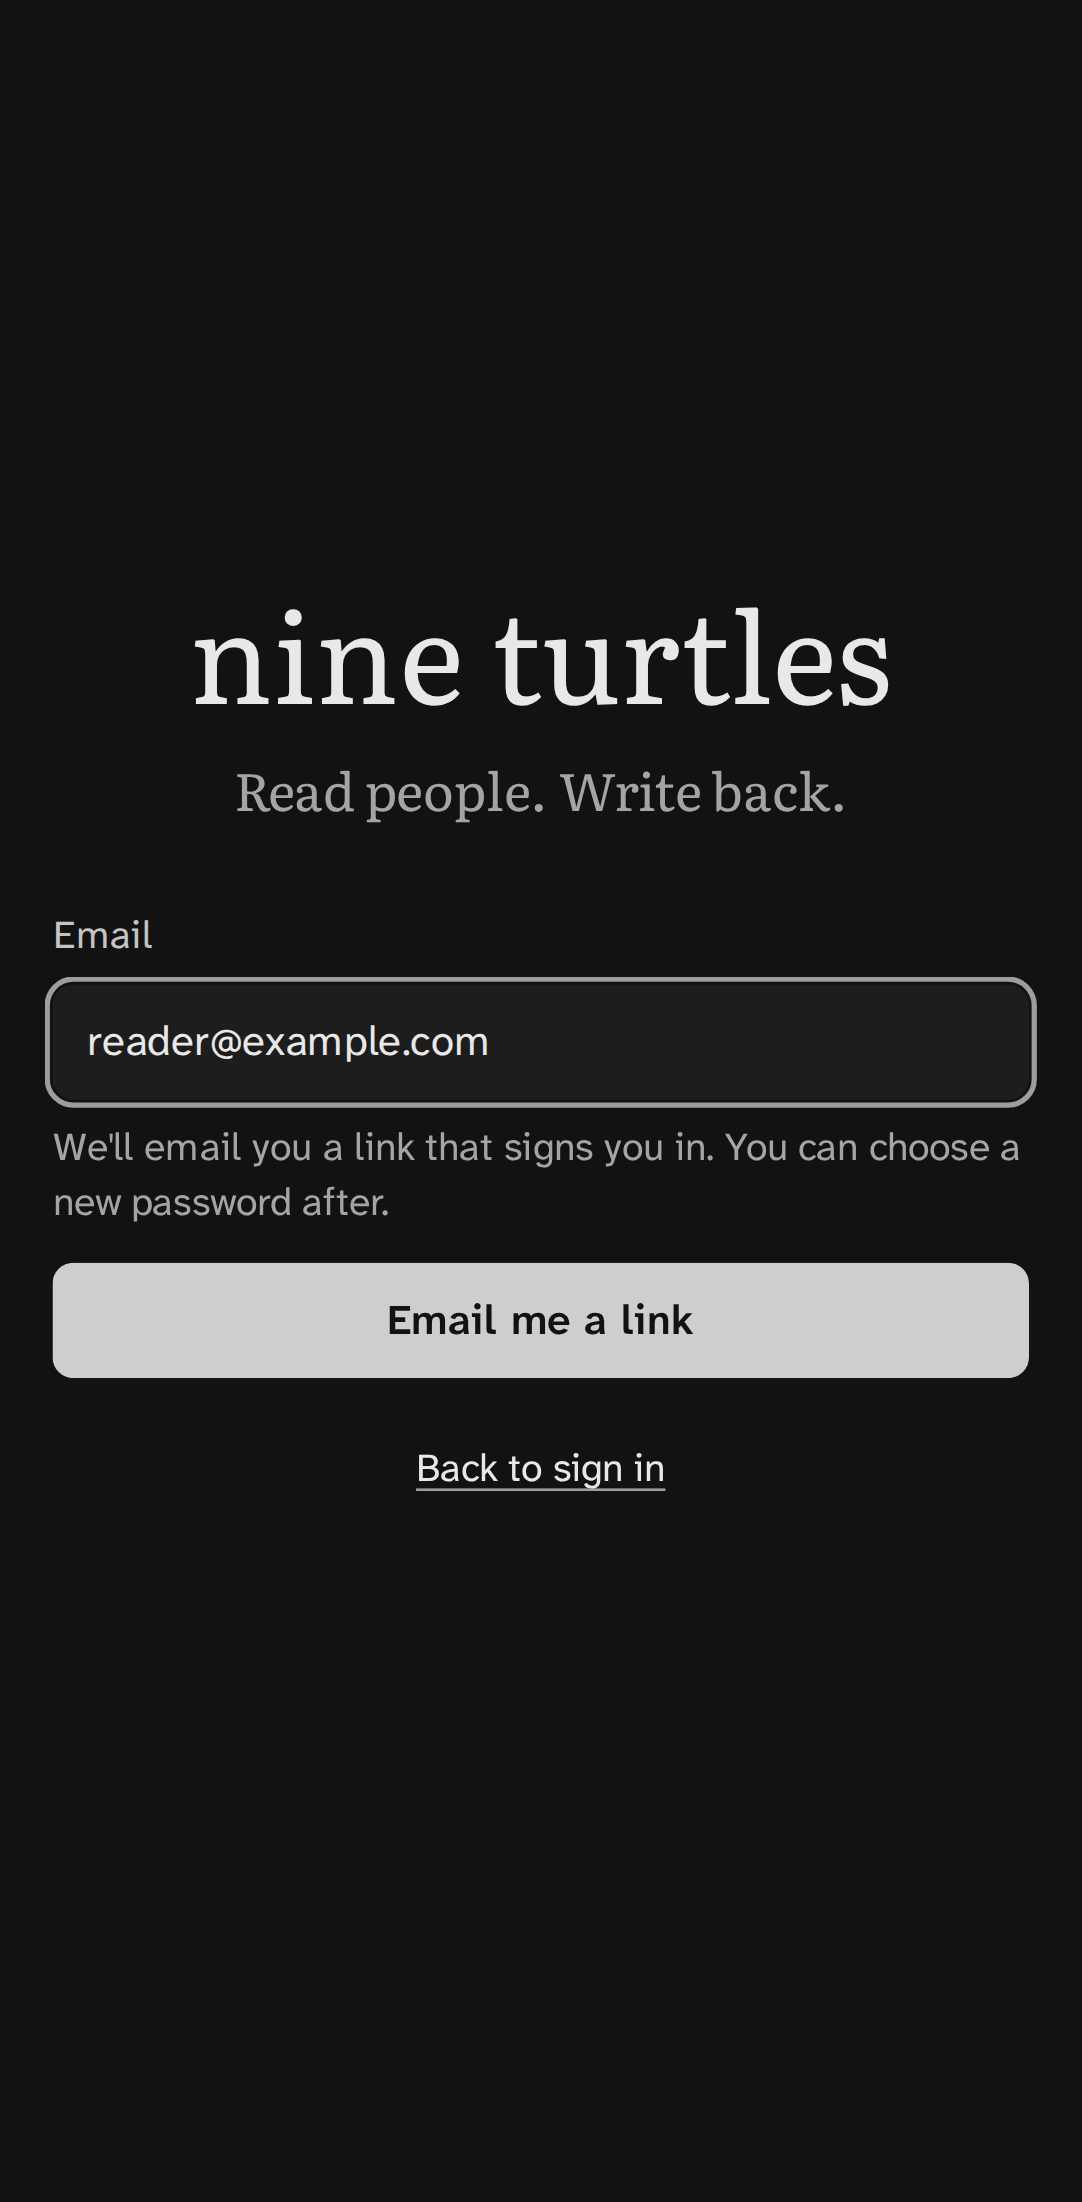 nine turtles
Read people. Write back.
Email
reader@example.com
We'll email you a link that signs you in. You can choose a
new password after.
Email me a link
Back to sign in